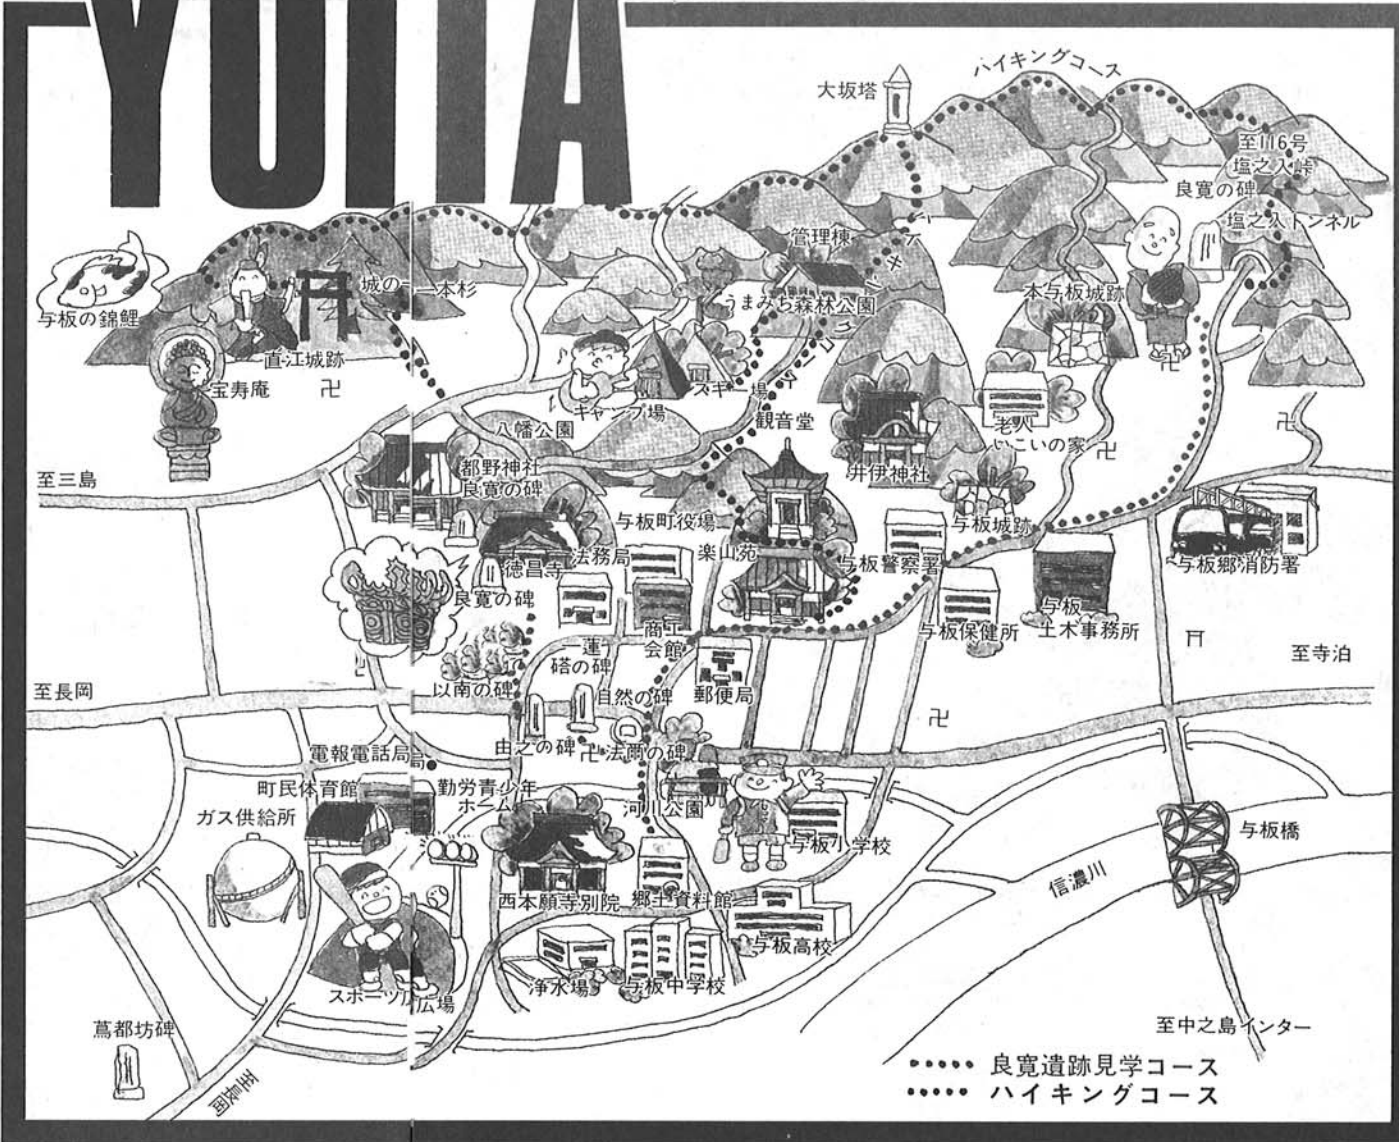 YOITA
大坂塔
ハイキングコース
至116号
塩之入峠
良寛の碑
塩之入トンネル
管理棟
ハイキングコース
城の一本杉
うまみち森林公園
本与板城跡
与板の錦鯉
直江城跡
宝寿庵
スキー場
キャンプ場
観音堂
八幡公園
老人
いこいの家
都野神社
良寛の碑
井伊神社
至三島
与板町役場
与板城跡
徳昌寺
法務局
楽山苑
与板警察署
与板郷消防署
良寛の碑
与板
土木事務所
商工
会館
与板保健所
蓮
碆の碑
至寺泊
以南の碑
自然の碑
郵便局
至長岡
由之の碑
法爾の碑
電報電話局
町民体育館
勤労青少年
ホーム
河川公園
ガス供給所
与板小学校
与板橋
信濃川
西本願寺別院
郷土資料館
与板高校
浄水場
与板中学校
スポーツ広場
蔦都坊碑
至中之島インター
至長岡
良寛遺跡見学コース
ハイキングコース